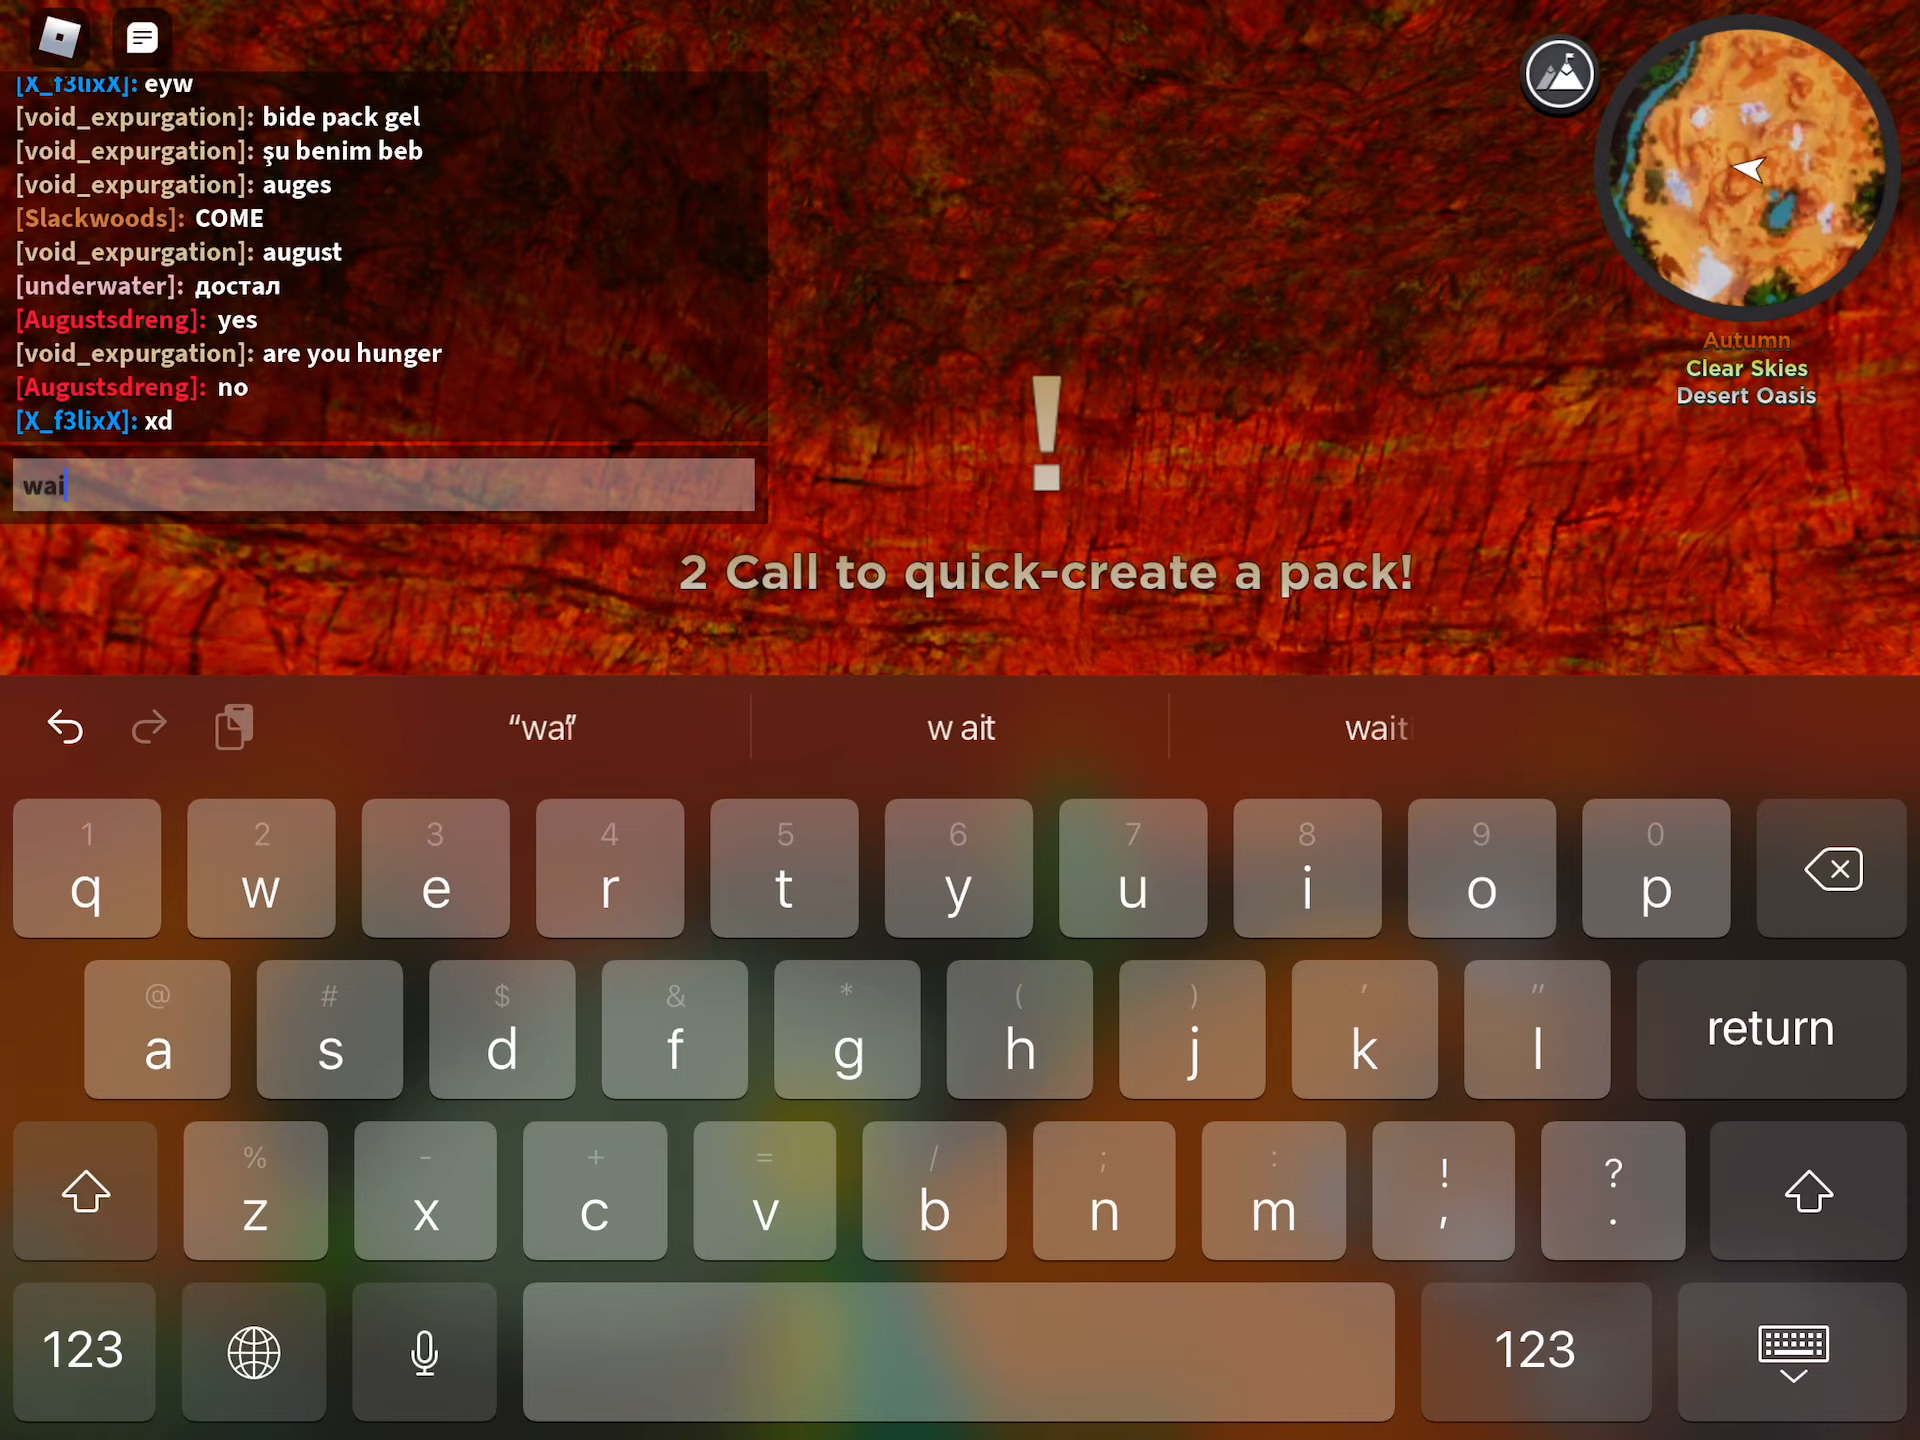 [X_f3lixX]: eyw
[void_expurgation]: bide pack gel
[void_expurgation]: şu benim beb
[void_expurgation]: auges
[Slackwoods]: COME
[void_expurgation]: august
[underwater]: достал
[Augustsdreng]: yes
[void_expurgation]: are you hunger
[Augustsdreng]: no
[X_f3lixX]: xd
wai
Autumn
Clear Skies
Desert Oasis
!
2 Call to quick-create a pack!
w ait
wait
1 2 3 4 5 6 7 8 9 0
q w e r t y u i o p
@ # $ & * ( ) ' "
a s d f g h j k l return
% - + = / ; : ! ?
z x c v b n m , .
123 123